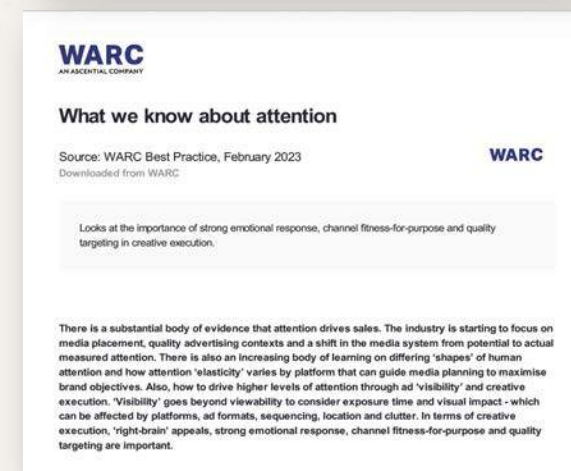 WARC
AN ASCENTIAL COMPANY
What we know about attention
Source: WARC Best Practice, February 2023
WARC
Downloaded from WARC
Looks at the importance of strong emotional response, channel fitness-for-purpose and quality
targeting in creative execution.
There is a substantial body of evidence that attention drives sales. The industry is starting to focus on
media placement, quality advertising contexts and a shift in the media system from potential to actual
measured attention. There is also an increasing body of learning on differing ‘shapes’ of human
attention and how attention ‘elasticity’ varies by platform that can guide media planning to maximise
brand objectives. Also, how to drive higher levels of attention through ad ‘visibility’ and creative
execution. ‘Visibility’ goes beyond viewability to consider exposure time and visual impact - which
can be affected by platforms, ad formats, sequencing, location and clutter. In terms of creative
execution, ‘right-brain’ appeals, strong emotional response, channel fitness-for-purpose and quality
targeting are important.